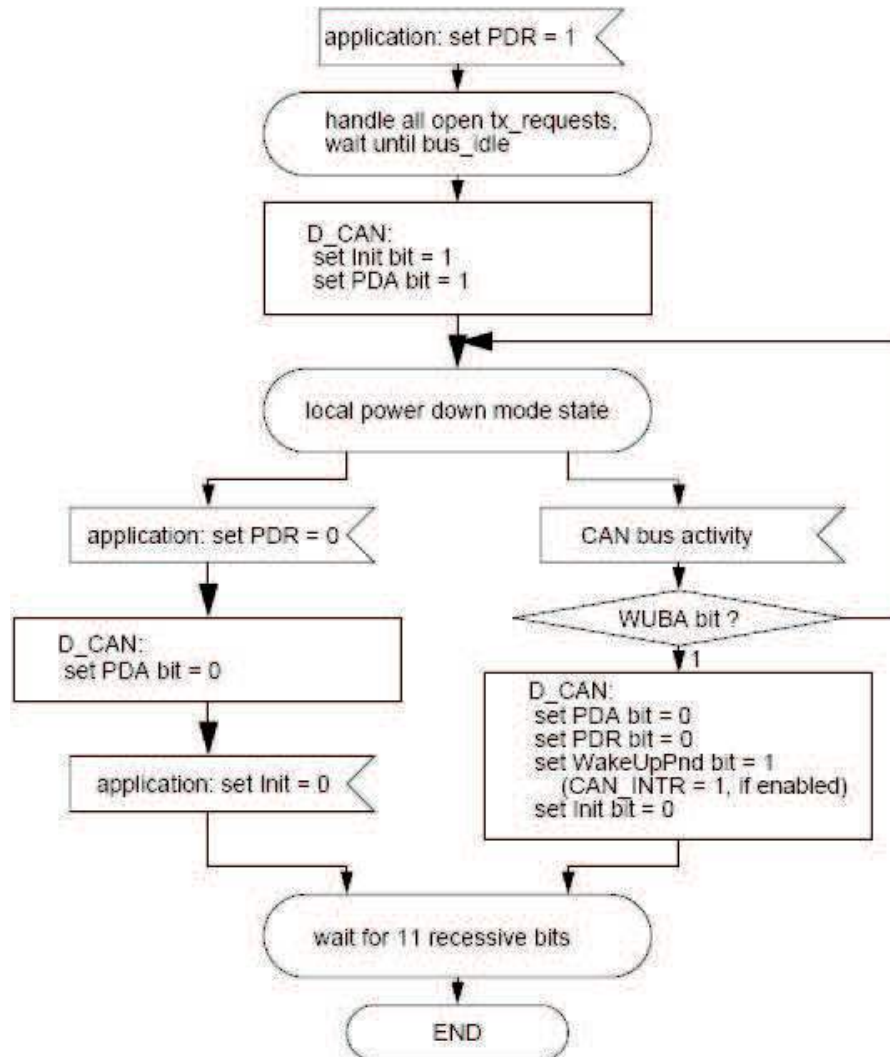 application: set PDR = 1
handle all open tx_requests,
wait until bus_idle
D_CAN:
set Init bit = 1
set PDA bit = 1
local power down mode state
application: set PDR = 0
CAN bus activity
WUBA bit ?
1
D_CAN:
set PDA bit = 0
D_CAN:
set PDA bit = 0
set PDR bit = 0
set WakeUpPnd bit = 1
(CAN_INTR = 1, if enabled)
set Init bit = 0
application: set Init = 0
wait for 11 recessive bits
END